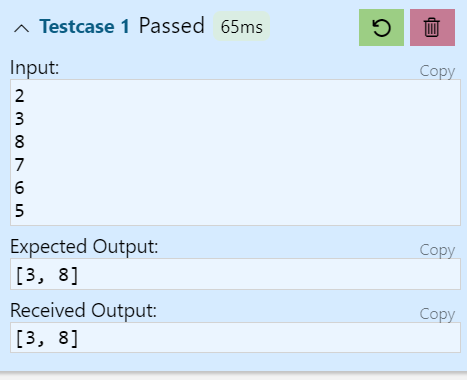 Testcase 1 Passed 65ms
Input:
Copy
2
3
8
7
6
5
Expected Output:
Copy
[3, 8]
Received Output:
Copy
[3, 8]